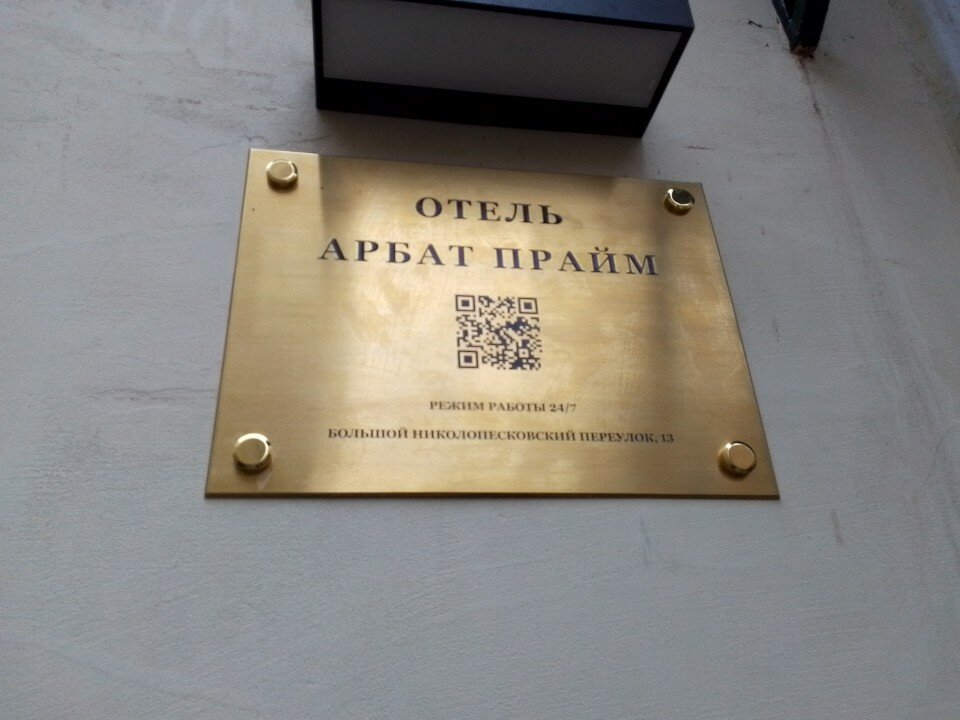 ОТЕЛЬ
АРБАТ ПРАЙМ
РЕЖИМ РАБОТЫ 24/7
БОЛЬШОЙ НИКОЛОПЕСКОВСКИЙ ПЕРЕУЛОК, 13